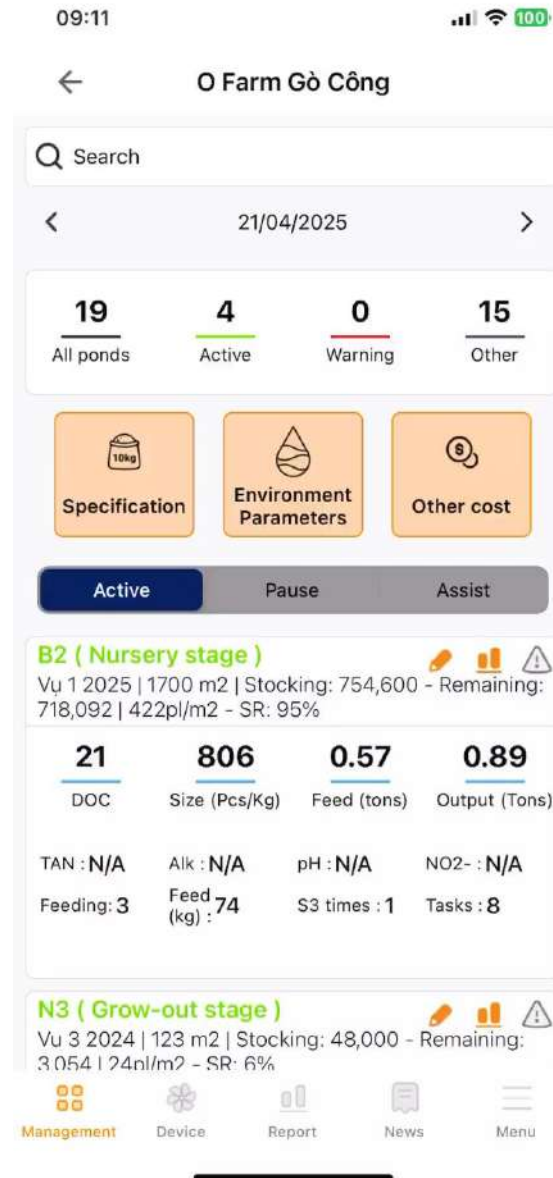 09:11
100
O Farm Gò Công
Search
21/04/2025
19 4 0 15
All ponds Active Warning Other
10kg
Specification
Environment
Parameters
Other cost
Active Pause Assist
B2 ( Nursery stage )
Vụ 1 2025 | 1700 m2 | Stocking: 754,600 - Remaining:
718,092 | 422pl/m2 - SR: 95%
21 806 0.57 0.89
DOC Size (Pcs/Kg) Feed (tons) Output (Tons)
TAN : N/A Alk : N/A pH : N/A NO2- : N/A
Feeding: 3 Feed (kg) : 74 S3 times : 1 Tasks : 8
N3 ( Grow-out stage )
Vu 3 2024 | 123 m2 | Stocking: 48,000 - Remaining:
3,054 | 24pl/m2 - SR: 6%
Management Device Report News Menu